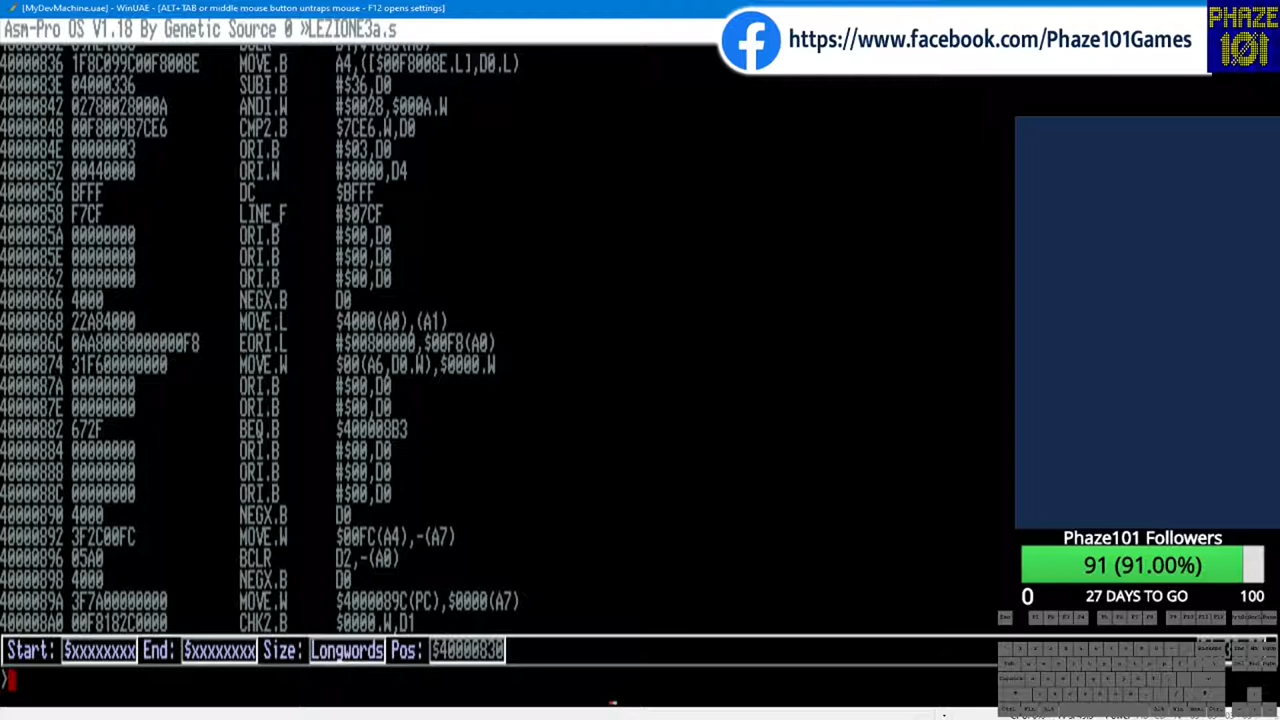 [MyDevMachine.uae] - WinUAE - [ALT+TAB or middle mouse button untraps mouse - F12 opens settings]
Asm-Pro OS V1.18 By Genetic Source 0 »LEZIONE3a.s
https://www.facebook.com/Phaze101Games
PHAZE
101
40000836 1F8C099C00F8008E MOVE.B A4,([$00F8008E.L],D0.L)
4000083E 04000336 SUBI.B #$36,D0
40000842 02780028000A ANDI.W #$0028,$000A.W
40000848 00F8009B7CE6 CMP2.B $7CE6.W,D0
4000084E 00000003 ORI.B #$03,D0
40000852 00440000 ORI.W #$0000,D4
40000856 BFFF DC $BFFF
40000858 F7CF LINE_F #$07CF
4000085A 00000000 ORI.B #$00,D0
4000085E 00000000 ORI.B #$00,D0
40000862 00000000 ORI.B #$00,D0
40000866 4000 NEGX.B D0
40000868 22A84000 MOVE.L $4000(A0),(A1)
4000086C 0AA80080000000F8 EORI.L #$00800000,$00F8(A0)
40000874 31F600000000 MOVE.W $00(A6,D0.W),$0000.W
4000087A 00000000 ORI.B #$00,D0
4000087E 00000000 ORI.B #$00,D0
40000882 672F BEQ.B $400008B3
40000884 00000000 ORI.B #$00,D0
40000888 00000000 ORI.B #$00,D0
4000088C 00000000 ORI.B #$00,D0
40000890 4000 NEGX.B D0
40000892 3F2C00FC MOVE.W $00FC(A4),-(A7)
40000896 05A0 BCLR D2,-(A0)
40000898 4000 NEGX.B D0
4000089A 3F7A00000000 MOVE.W $4000089C(PC),$0000(A7)
400008A0 00F8182C0000 CHK2.B $0000.W,D1
Start: $xxxxxxxx End: $xxxxxxxx Size: Longwords Pos: $40000830
>
Phaze101 Followers
91 (91.00%)
0 27 DAYS TO GO 100